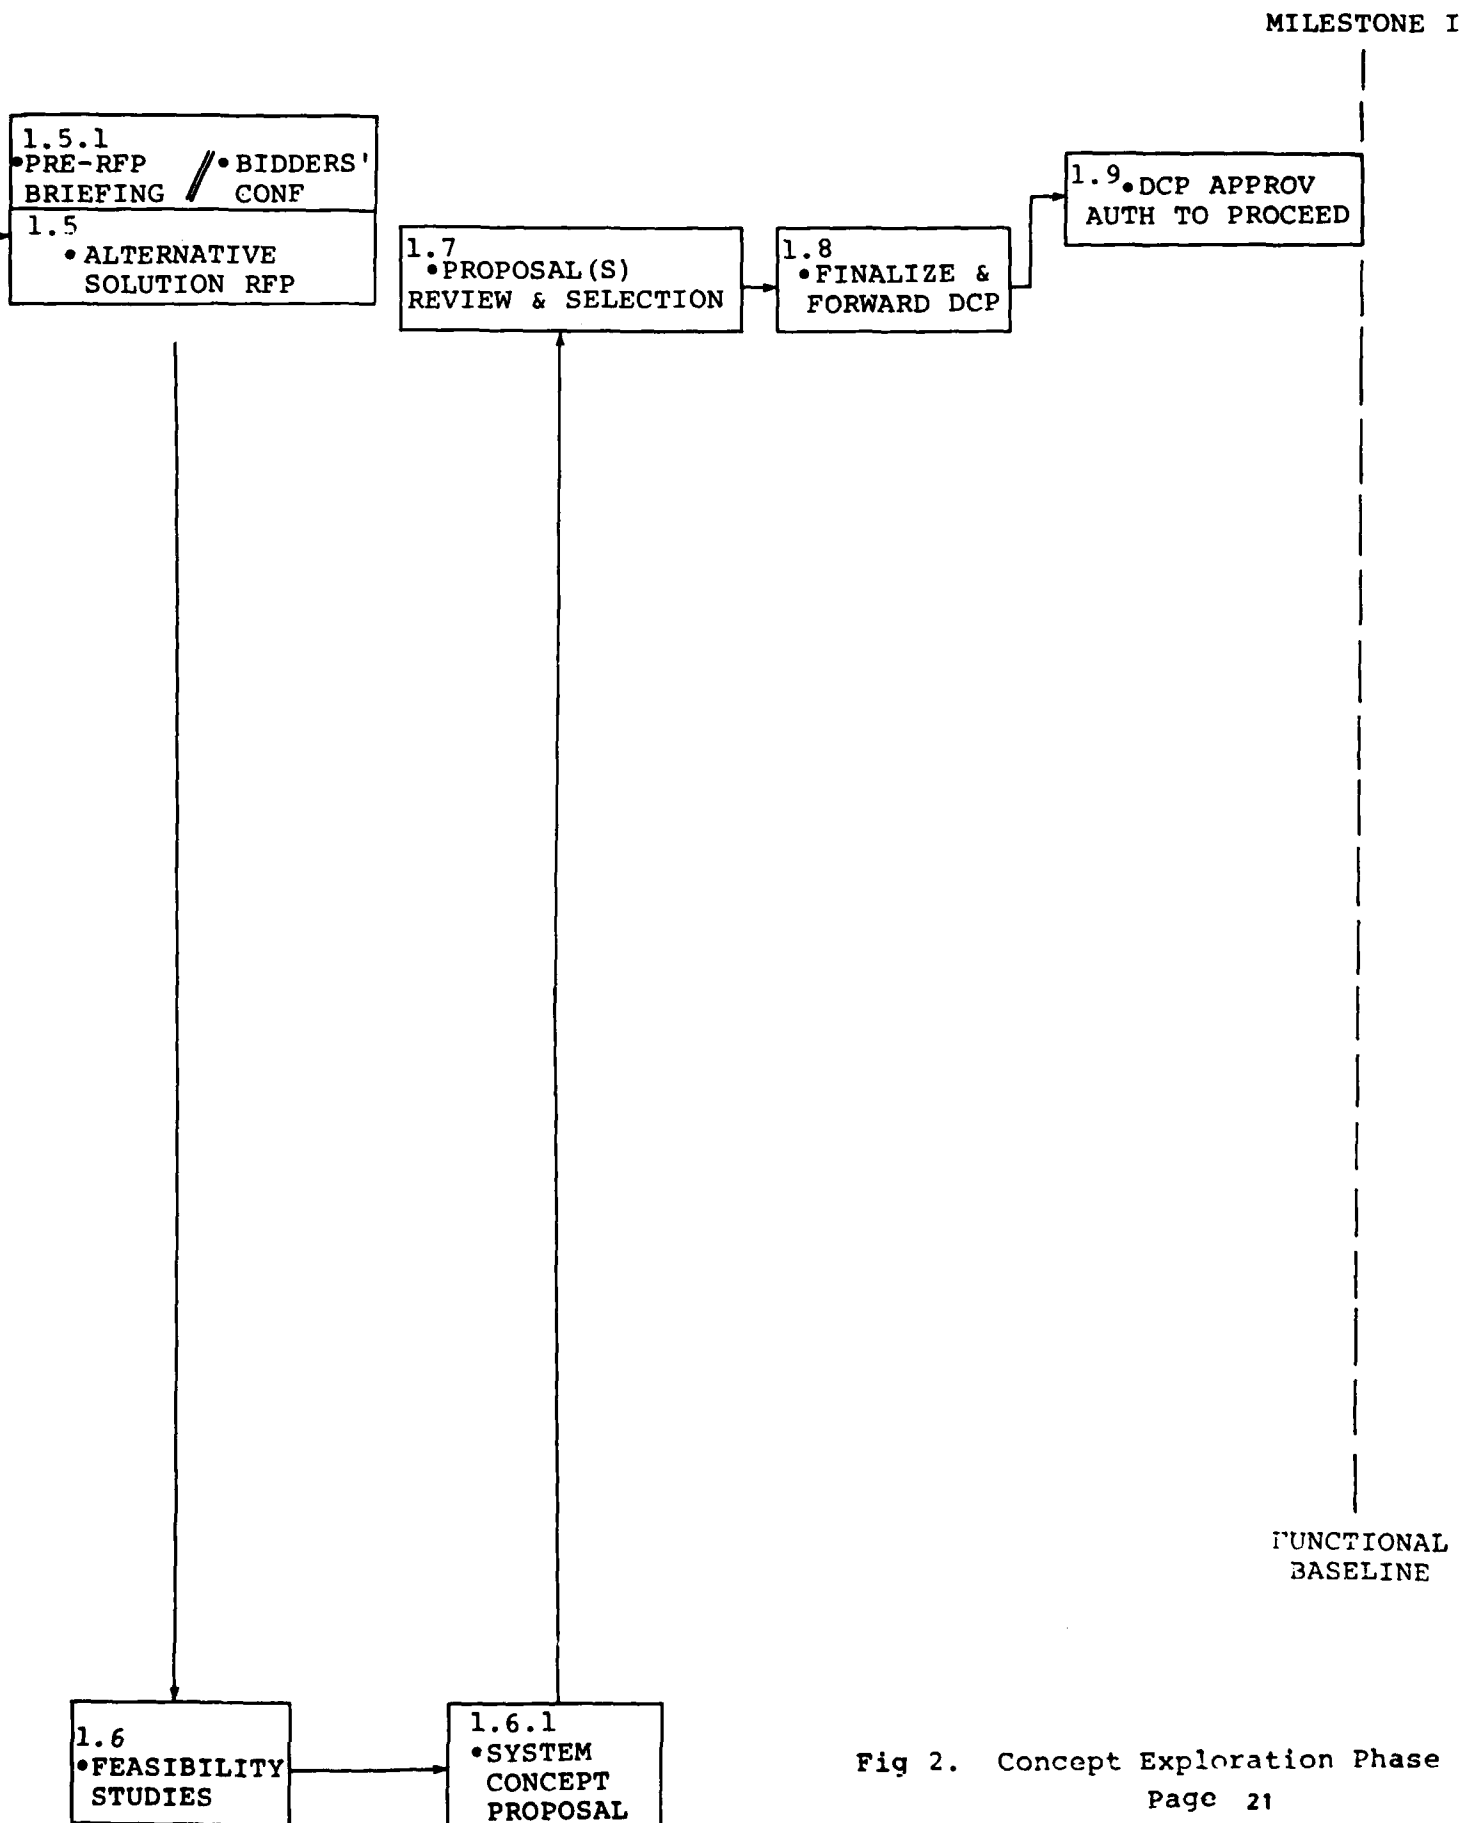 MILESTONE I
1.5.1
•PRE-RFP // •BIDDERS'
BRIEFING CONF
1.5
•ALTERNATIVE
SOLUTION RFP
1.7
•PROPOSAL(S)
REVIEW & SELECTION
1.8
•FINALIZE &
FORWARD DCP
1.9 •DCP APPROV
AUTH TO PROCEED
FUNCTIONAL
BASELINE
1.6
•FEASIBILITY
STUDIES
1.6.1
•SYSTEM
CONCEPT
PROPOSAL
Fig 2. Concept Exploration Phase
Page 21